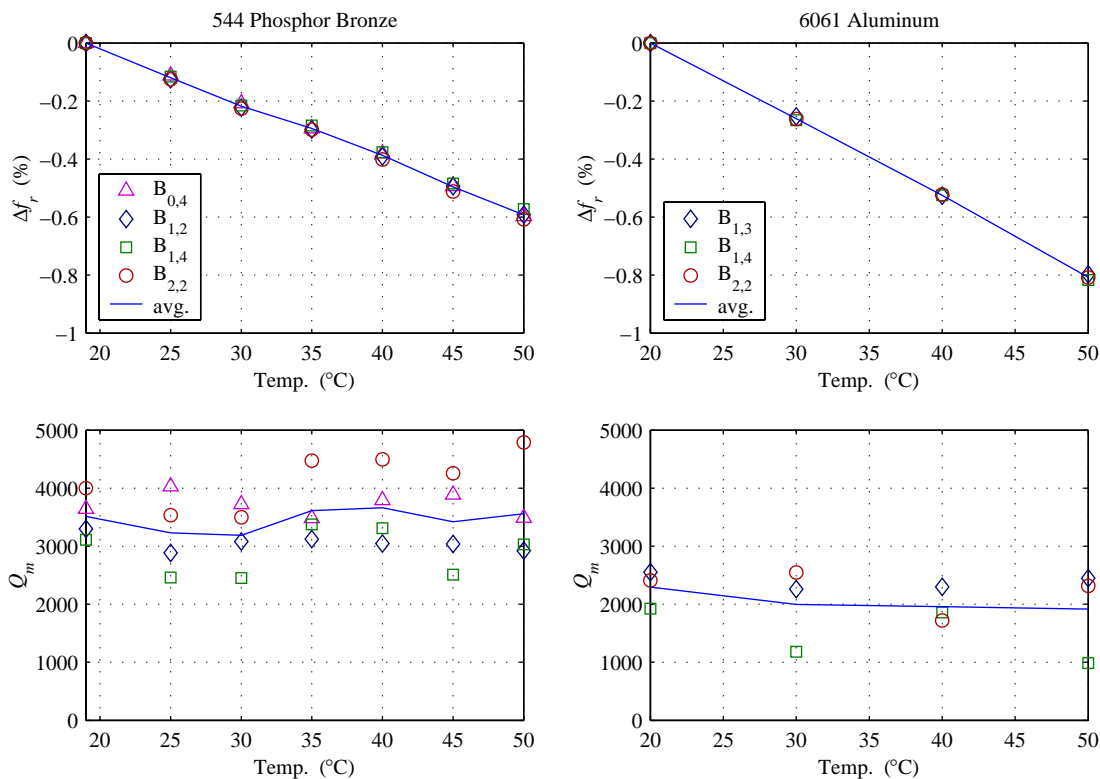 544 Phosphor Bronze
0
−0.2
−0.4
−0.6
−0.8
−1
Δf_r (%)
B_0,4
B_1,2
B_1,4
B_2,2
avg.
20 25 30 35 40 45 50
Temp. (°C)
6061 Aluminum
0
−0.2
−0.4
−0.6
−0.8
−1
Δf_r (%)
B_1,3
B_1,4
B_2,2
avg.
20 25 30 35 40 45 50
Temp. (°C)
5000
4000
3000
2000
1000
0
Q_m
20 25 30 35 40 45 50
Temp. (°C)
5000
4000
3000
2000
1000
0
Q_m
20 25 30 35 40 45 50
Temp. (°C)